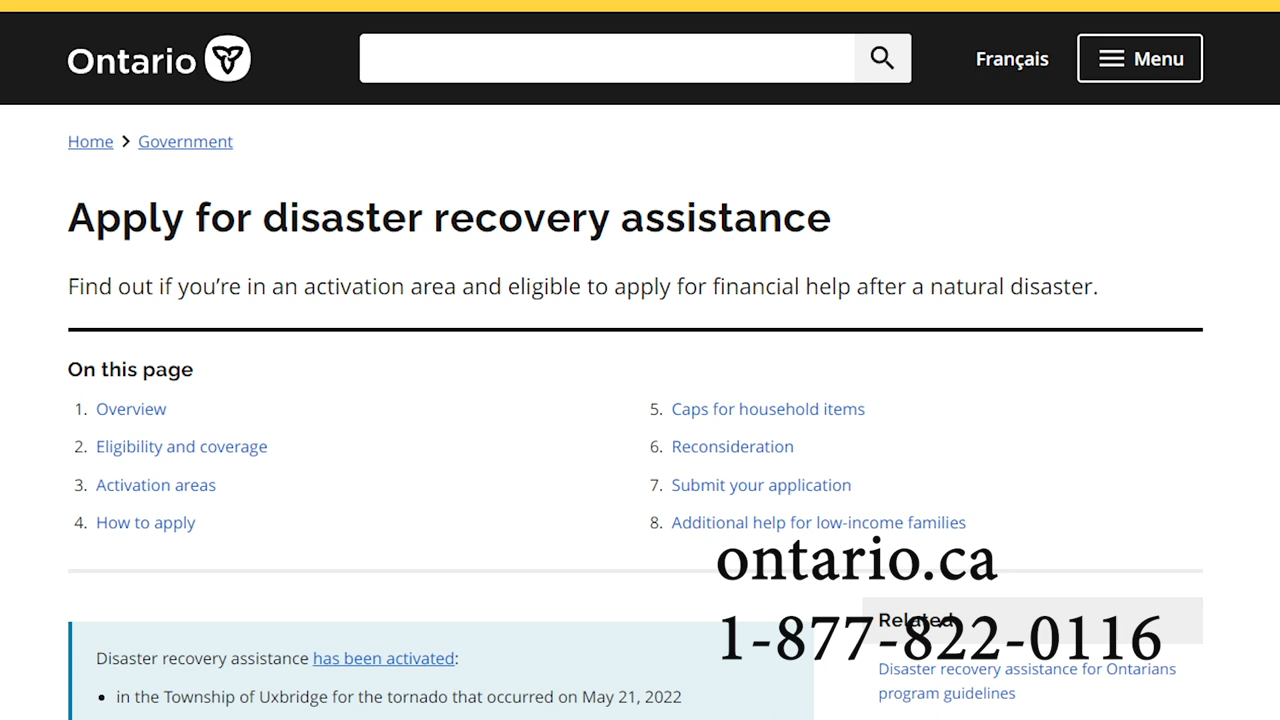 Ontario
Français
Menu
Home > Government
Apply for disaster recovery assistance
Find out if you're in an activation area and eligible to apply for financial help after a natural disaster.
On this page
1. Overview
2. Eligibility and coverage
3. Activation areas
4. How to apply
5. Caps for household items
6. Reconsideration
7. Submit your application
8. Additional help for low-income families
ontario.ca
1-877-822-0116
Disaster recovery assistance has been activated:
• in the Township of Uxbridge for the tornado that occurred on May 21, 2022
Related
Disaster recovery assistance for Ontarians
program guidelines